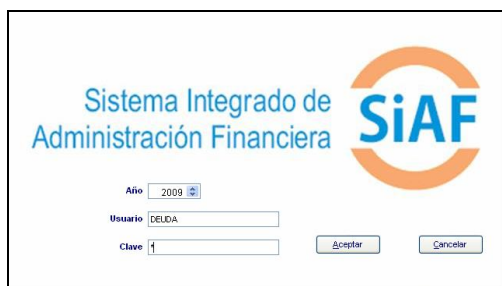 Sistema Integrado de
Administración Financiera
SiAF
Año 2009
Usuario DEUDA
Clave *
Aceptar Cancelar